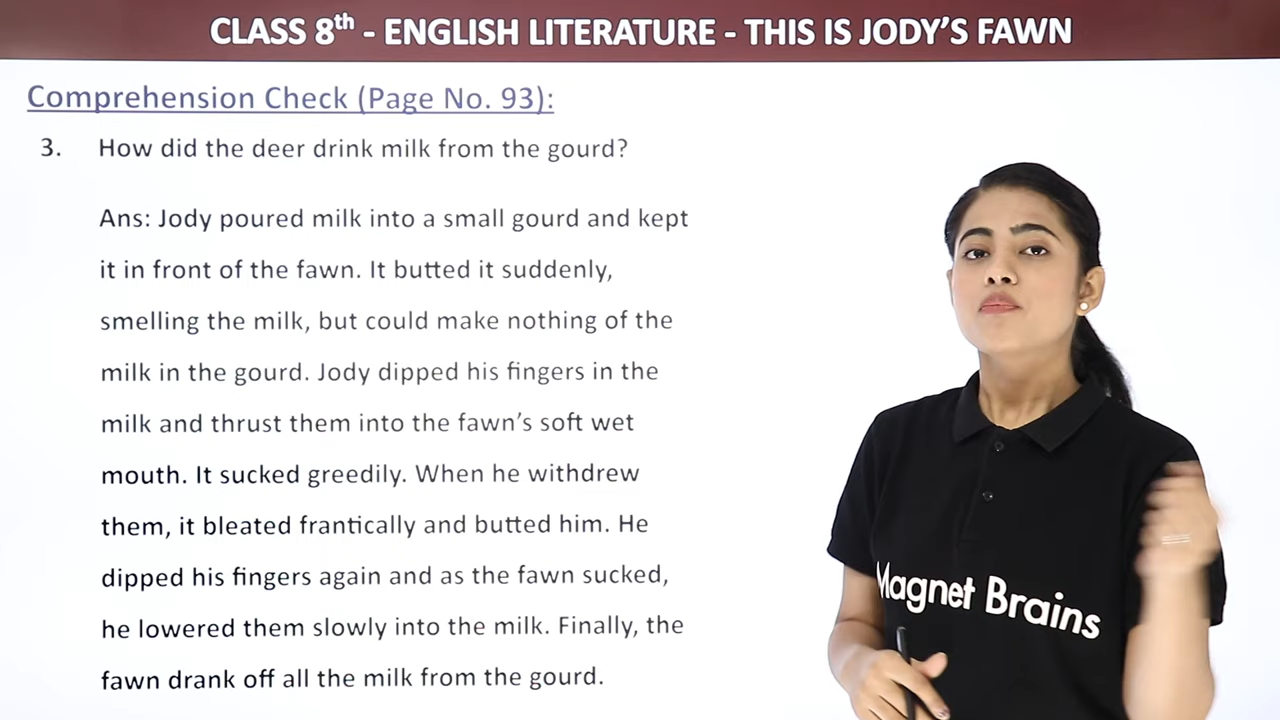 CLASS 8th - ENGLISH LITERATURE - THIS IS JODY’S FAWN
Comprehension Check (Page No. 93):
3. How did the deer drink milk from the gourd?
Ans: Jody poured milk into a small gourd and kept
it in front of the fawn. It butted it suddenly,
smelling the milk, but could make nothing of the
milk in the gourd. Jody dipped his fingers in the
milk and thrust them into the fawn’s soft wet
mouth. It sucked greedily. When he withdrew
them, it bleated frantically and butted him. He
dipped his fingers again and as the fawn sucked,
he lowered them slowly into the milk. Finally, the
fawn drank off all the milk from the gourd.
Magnet Brains